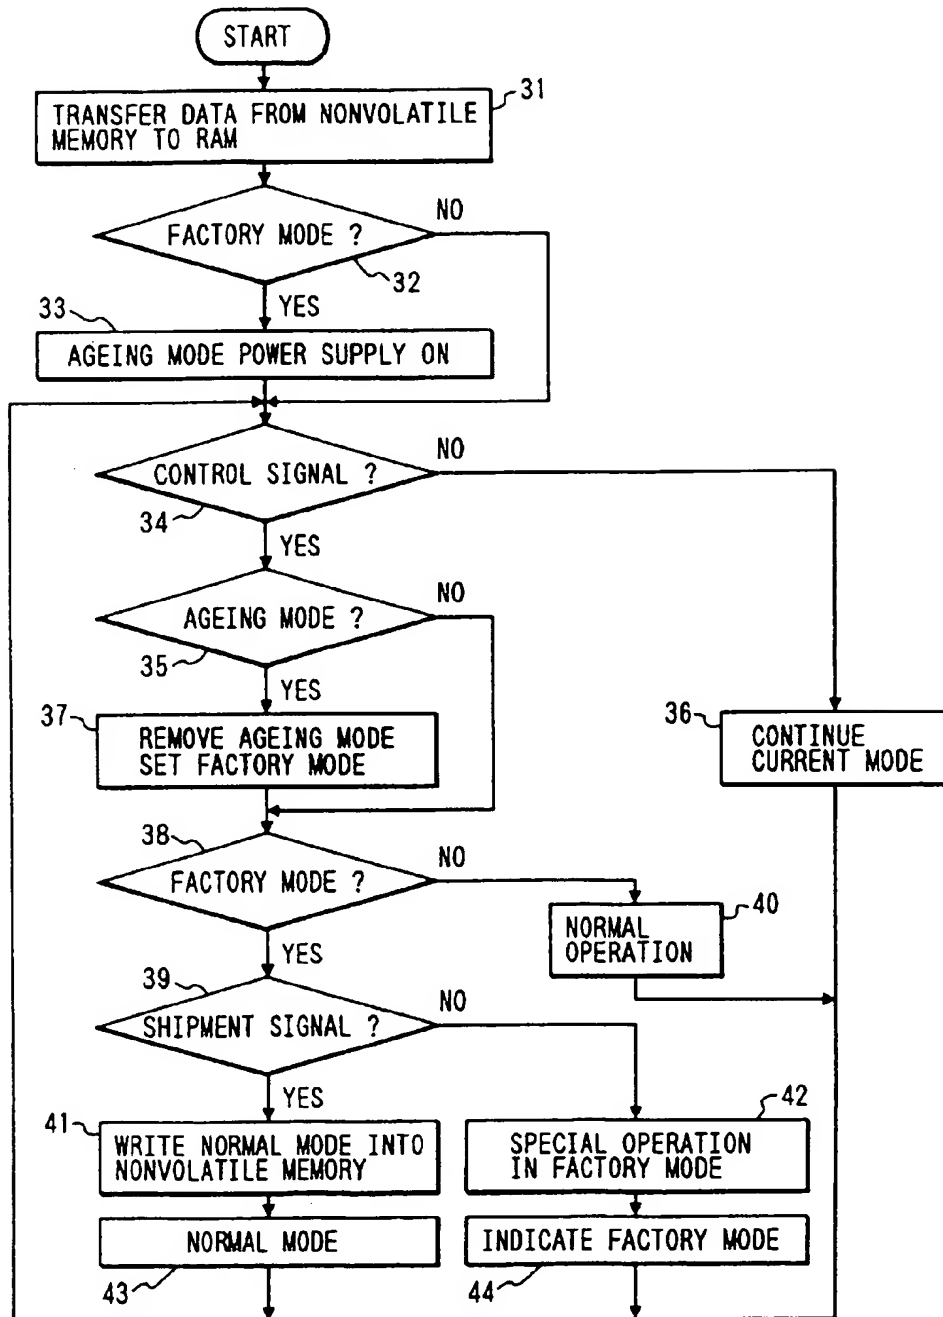 START
31
TRANSFER DATA FROM NONVOLATILE
MEMORY TO RAM
NO
FACTORY MODE ?
32
YES
33
AGEING MODE POWER SUPPLY ON
NO
CONTROL SIGNAL ?
34
YES
NO
AGEING MODE ?
35
YES
37
REMOVE AGEING MODE
SET FACTORY MODE
36
CONTINUE
CURRENT MODE
38
NO
FACTORY MODE ?
40
NORMAL
OPERATION
YES
39
NO
SHIPMENT SIGNAL ?
YES
41
WRITE NORMAL MODE INTO
NONVOLATILE MEMORY
42
SPECIAL OPERATION
IN FACTORY MODE
NORMAL MODE
43
INDICATE FACTORY MODE
44